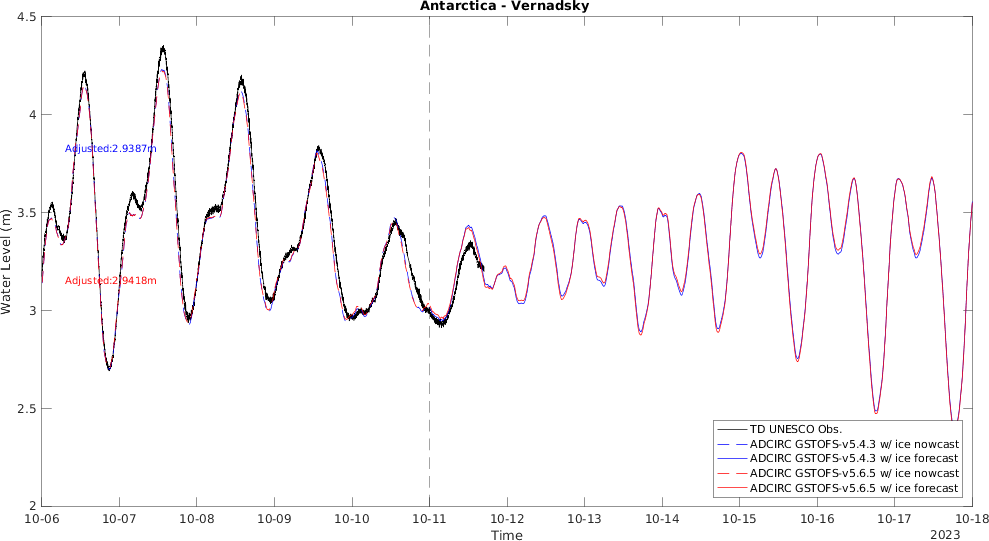 Antarctica - Vernadsky
4.5
4
3.5
3
2.5
2
Water Level (m)
Adjusted:2.9387m
Adjusted:2.9418m
TD UNESCO Obs.
ADCIRC GSTOFS-v5.4.3 w/ ice nowcast
ADCIRC GSTOFS-v5.4.3 w/ ice forecast
ADCIRC GSTOFS-v5.6.5 w/ ice nowcast
ADCIRC GSTOFS-v5.6.5 w/ ice forecast
10-06 10-07 10-08 10-09 10-10 10-11 10-12 10-13 10-14 10-15 10-16 10-17 10-18
Time
2023